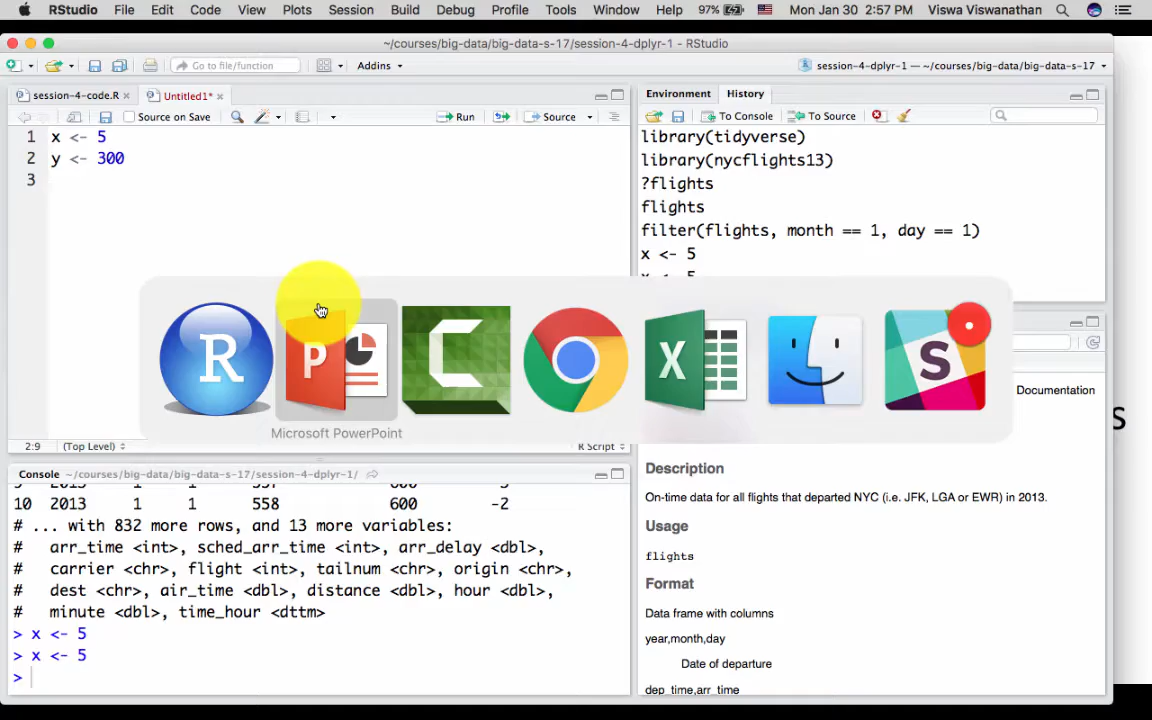 RStudio File Edit Code View Plots Session Build Debug Profile Tools Window Help 97% Mon Jan 30 2:57 PM Viswa Viswanathan
~/courses/big-data/big-data-s-17/session-4-dplyr-1 - RStudio
Go to file/function Addins session-4-dplyr-1 — ~/courses/big-data/big-data-s-17
session-4-code.R Untitled1*
Source on Save Run Source
1 x <- 5
2 y <- 300
3
Environment History
To Console To Source
library(tidyverse)
library(nycflights13)
?flights
flights
filter(flights, month == 1, day == 1)
x <- 5
R P C X S
Microsoft PowerPoint
2:9 (Top Level) R Script
Console ~/courses/big-data/big-data-s-17/session-4-dplyr-1/
10 2013 1 1 558 600 -2
# ... with 832 more rows, and 13 more variables:
# arr_time <int>, sched_arr_time <int>, arr_delay <dbl>,
# carrier <chr>, flight <int>, tailnum <chr>, origin <chr>,
# dest <chr>, air_time <dbl>, distance <dbl>, hour <dbl>,
# minute <dbl>, time_hour <dttm>
> x <- 5
> x <- 5
>
Documentation
Description
On-time data for all flights that departed NYC (i.e. JFK, LGA or EWR) in 2013.
Usage
flights
Format
Data frame with columns
year,month,day
Date of departure
dep_time,arr_time